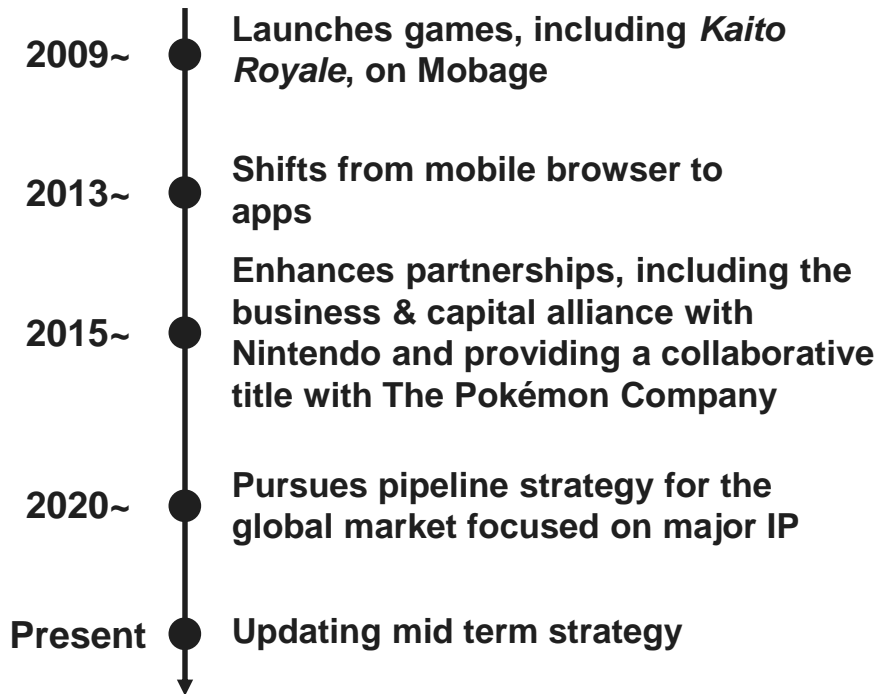 2009~
Launches games, including Kaito
Royale, on Mobage
2013~
Shifts from mobile browser to
apps
2015~
Enhances partnerships, including the
business & capital alliance with
Nintendo and providing a collaborative
title with The Pokémon Company
2020~
Pursues pipeline strategy for the
global market focused on major IP
Present
Updating mid term strategy